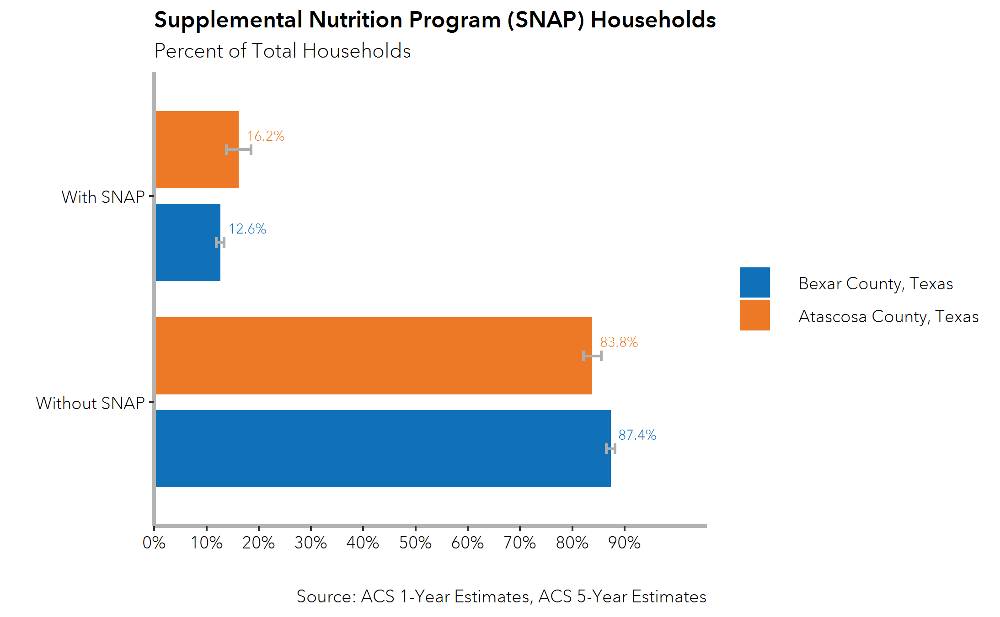 Supplemental Nutrition Program (SNAP) Households
Percent of Total Households
16.2%
With SNAP
12.6%
Bexar County, Texas
Atascosa County, Texas
83.8%
Without SNAP
87.4%
0% 10% 20% 30% 40% 50% 60% 70% 80% 90%
Source: ACS 1-Year Estimates, ACS 5-Year Estimates